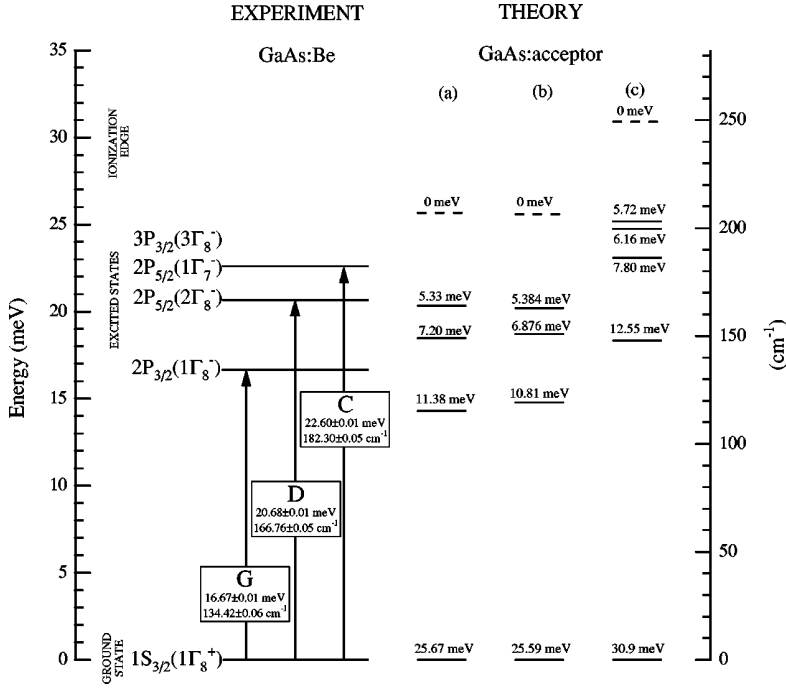 EXPERIMENT
THEORY
GaAs:Be
GaAs:acceptor
(a)
(b)
(c)
Energy (meV)
35
30
25
20
15
10
5
0
IONIZATION
EDGE
EXCITED STATES
GROUND
STATE
3P3/2(3Γ8-)
2P5/2(1Γ7-)
2P5/2(2Γ8-)
2P3/2(1Γ8-)
1S3/2(1Γ8+)
C
22.60±0.01 meV
182.30±0.05 cm-1
D
20.68±0.01 meV
166.76±0.05 cm-1
G
16.67±0.01 meV
134.42±0.06 cm-1
0 meV
5.33 meV
7.20 meV
11.38 meV
25.67 meV
0 meV
5.384 meV
6.876 meV
10.81 meV
25.59 meV
0 meV
5.72 meV
6.16 meV
7.80 meV
12.55 meV
30.9 meV
250
200
150
100
50
0
(cm-1)